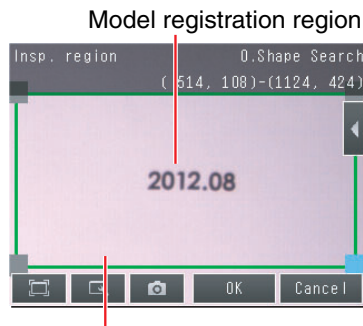 Model registration region
Insp. region
0.Shape Search
( 514, 108)-(1124, 424)
2012.08
OK
Cancel